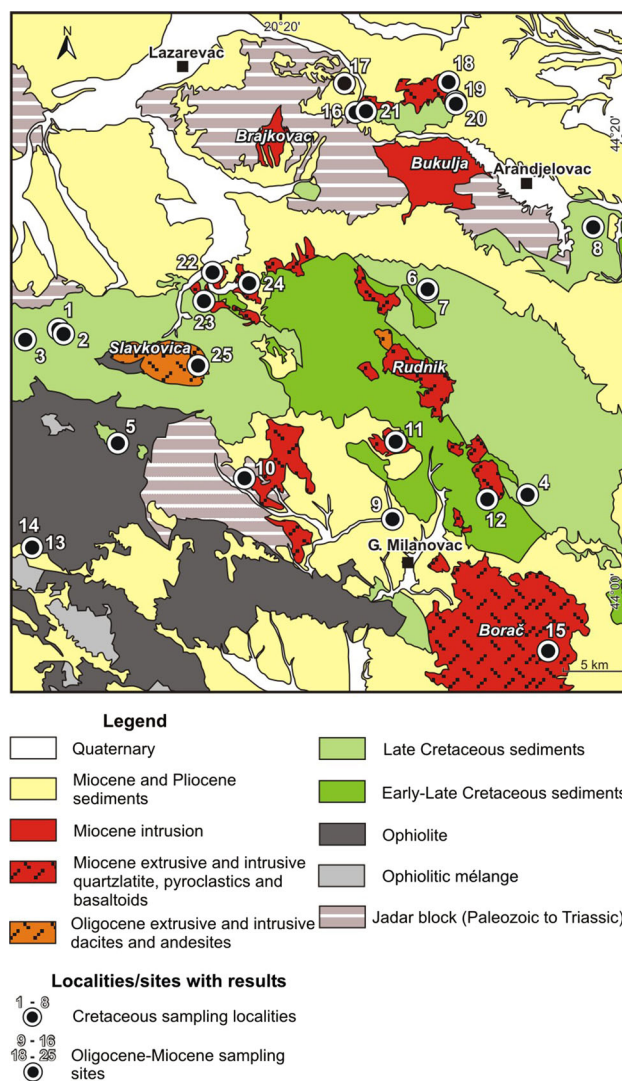 20°20'
Lazarevac
17
18
19
16
21
20
Brajkovac
44°20'
Bukulja
Arandjelovac
8
22
24
6
7
23
1
2
3
Slavkovica
25
Rudnik
5
11
10
4
12
9
14
13
G. Milanovac
44°00'
Borač
15
5 km
Legend
Quaternary
Miocene and Pliocene
sediments
Miocene intrusion
Miocene extrusive and intrusive
quartzlatite, pyroclastics and
basaltoids
Oligocene extrusive and intrusive
dacites and andesites
Late Cretaceous sediments
Early-Late Cretaceous sediments
Ophiolite
Ophiolitic mélange
Jadar block (Paleozoic to Triassic)
Localities/sites with results
1 - 8
Cretaceous sampling localities
9 - 16
18 - 25
Oligocene-Miocene sampling
sites